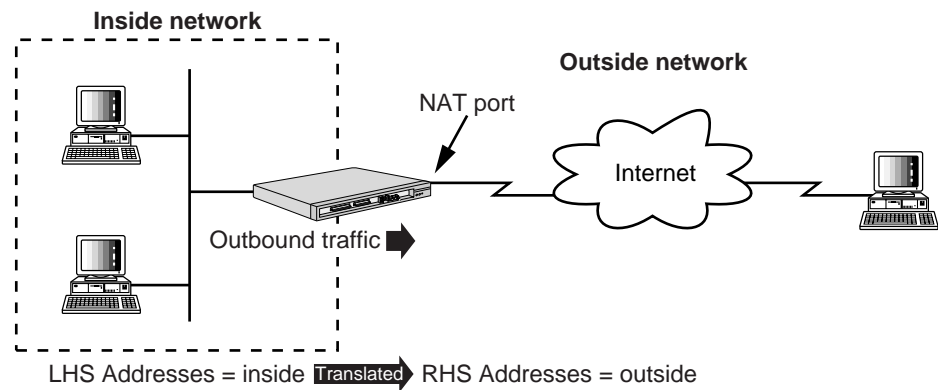 Inside network
Outside network
NAT port
Internet
Outbound traffic
LHS Addresses = inside Translated RHS Addresses = outside